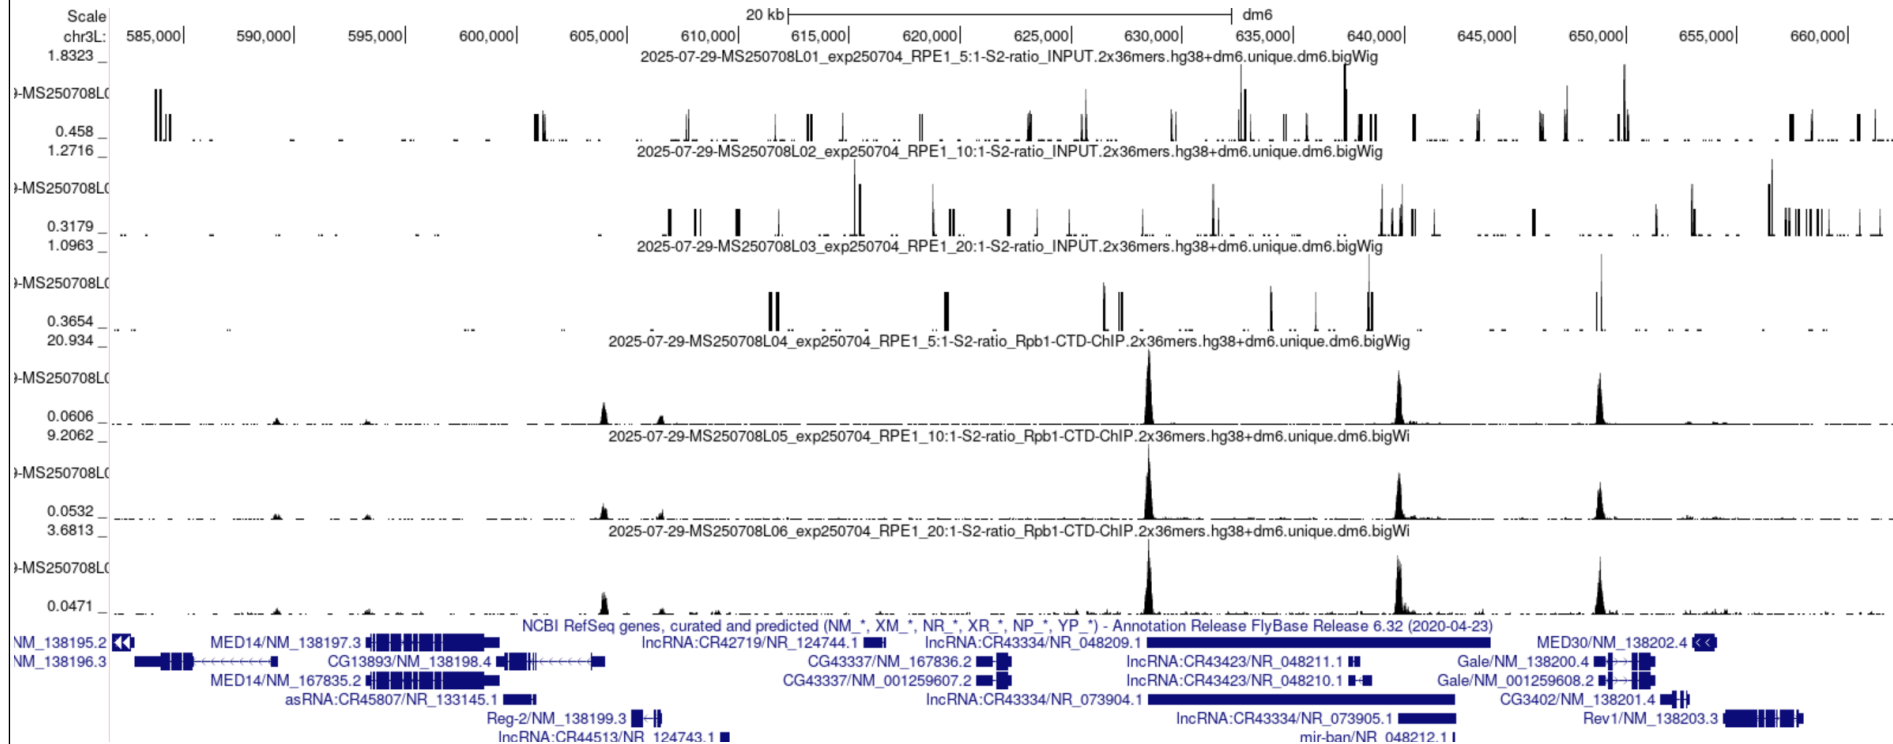 Scale 20 kb dm6
chr3L: 585,000 590,000 595,000 600,000 605,000 610,000 615,000 620,000 625,000 630,000 635,000 640,000 645,000 650,000 655,000 660,000
1.8323 _ 2025-07-29-MS250708L01_exp250704_RPE1_5:1-S2-ratio_INPUT.2x36mers.hg38+dm6.unique.dm6.bigWig
9-MS250708L0
0.458 _
1.2716 _ 2025-07-29-MS250708L02_exp250704_RPE1_10:1-S2-ratio_INPUT.2x36mers.hg38+dm6.unique.dm6.bigWig
9-MS250708L0
0.3179 _
1.0963 _ 2025-07-29-MS250708L03_exp250704_RPE1_20:1-S2-ratio_INPUT.2x36mers.hg38+dm6.unique.dm6.bigWig
9-MS250708L0
0.3654 _
20.934 _ 2025-07-29-MS250708L04_exp250704_RPE1_5:1-S2-ratio_Rpb1-CTD-ChIP.2x36mers.hg38+dm6.unique.dm6.bigWig
9-MS250708L0
0.0606 _
9.2062 _ 2025-07-29-MS250708L05_exp250704_RPE1_10:1-S2-ratio_Rpb1-CTD-ChIP.2x36mers.hg38+dm6.unique.dm6.bigWi
9-MS250708L0
0.0532 _
3.6813 _ 2025-07-29-MS250708L06_exp250704_RPE1_20:1-S2-ratio_Rpb1-CTD-ChIP.2x36mers.hg38+dm6.unique.dm6.bigWi
9-MS250708L0
0.0471 _
NCBI RefSeq genes, curated and predicted (NM_*, XM_*, NR_*, XR_*, NP_*, YP_*) - Annotation Release FlyBase Release 6.32 (2020-04-23)
NM_138195.2 MED14/NM_138197.3 lncRNA:CR42719/NR_124744.1 lncRNA:CR43334/NR_048209.1 MED30/NM_138202.4
NM_138196.3 CG13893/NM_138198.4 CG43337/NM_167836.2 lncRNA:CR43423/NR_048211.1 Gale/NM_138200.4
MED14/NM_167835.2 CG43337/NM_001259607.2 lncRNA:CR43423/NR_048210.1 Gale/NM_001259608.2
asRNA:CR45807/NR_133145.1 lncRNA:CR43334/NR_073904.1 CG3402/NM_138201.4
Reg-2/NM_138199.3 lncRNA:CR43334/NR_073905.1 Rev1/NM_138203.3
lncRNA:CR44513/NR_124743.1 mir-ban/NR_048212.1